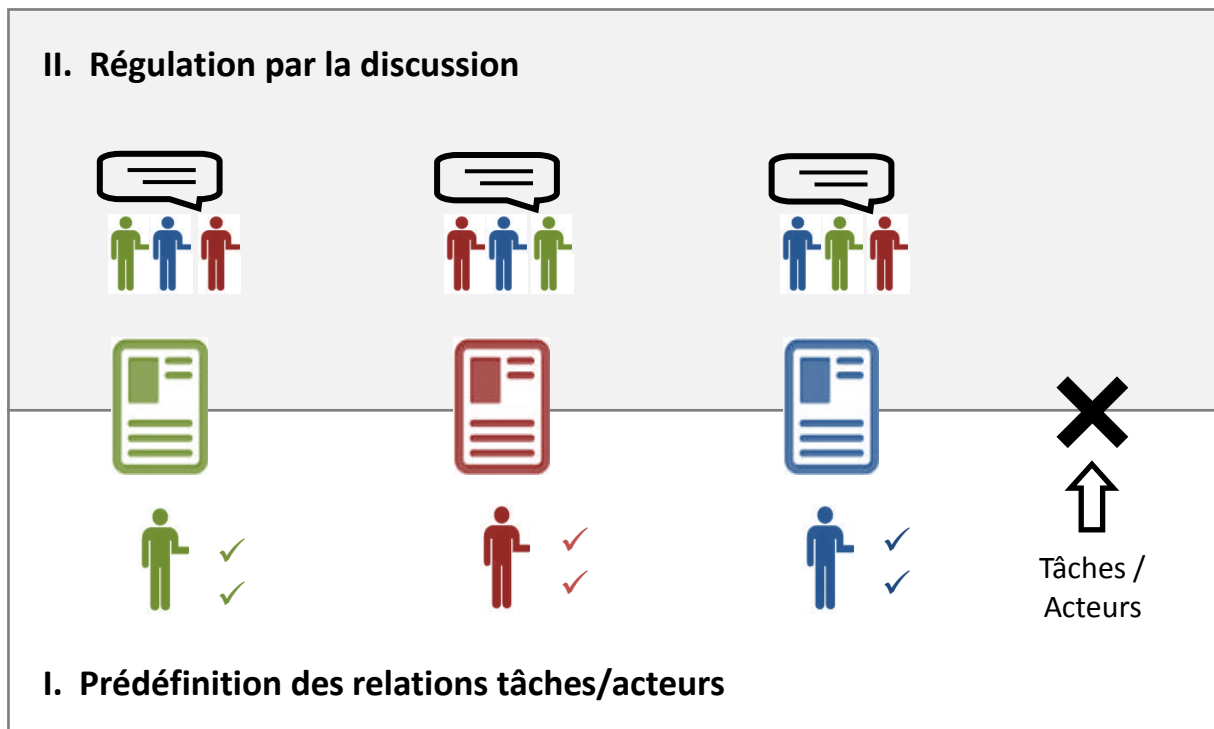 II. Régulation par la discussion
Tâches /
Acteurs
I. Prédéfinition des relations tâches/acteurs